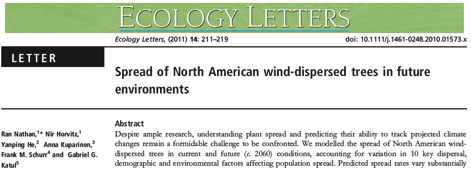 ECOLOGY LETTERS
Ecology Letters, (2011) 14: 211–219
doi: 10.1111/j.1461-0248.2010.01573.x
LETTER
Spread of North American wind-dispersed trees in future
environments
Ran Nathan,¹* Nir Horvitz,¹
Yanping He,² Anna Kuparinen,³
Frank M. Schurr⁴ and Gabriel G.
Katul⁵
Abstract
Despite ample research, understanding plant spread and predicting their ability to track projected climate
changes remain a formidable challenge to be confronted. We modelled the spread of North American wind-
dispersed trees in current and future (c. 2060) conditions, accounting for variation in 10 key dispersal,
demographic and environmental factors affecting population spread. Predicted spread rates vary substantially